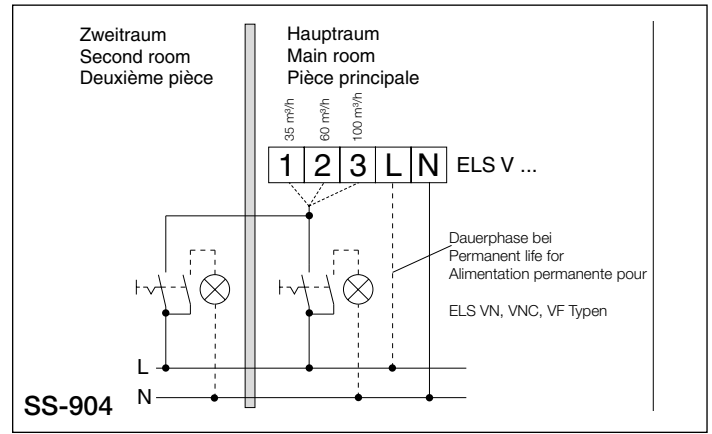 Zweitraum
Second room
Deuxième pièce
Hauptraum
Main room
Pièce principale
35 m³/h
60 m³/h
100 m³/h
1 2 3 L N ELS V ...
Dauerphase bei
Permanent life for
Alimentation permanente pour
ELS VN, VNC, VF Typen
L
N
SS-904